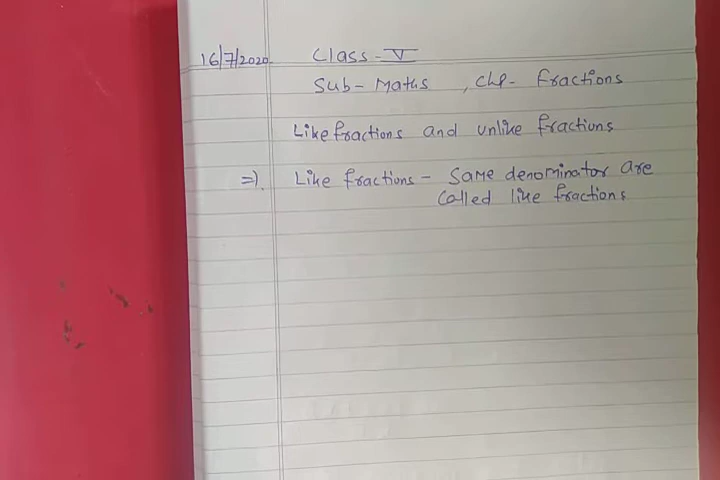 16/7/2020. Class - V
Sub - Maths , Chp - Fractions
Like fractions and unlike fractions
⇒ Like fractions - Same denominator are
called like fractions